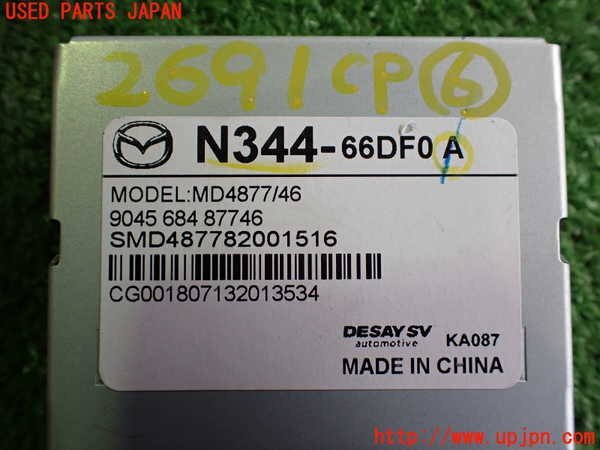 USED PARTS JAPAN
2691CP⑥
N344-66DF0 A
MODEL:MD4877/46
9045 684 87746
SMD487782001516
CG001807132013534
DESAY SV
automotive
KA087
MADE IN CHINA
http://www.upjpn.com/